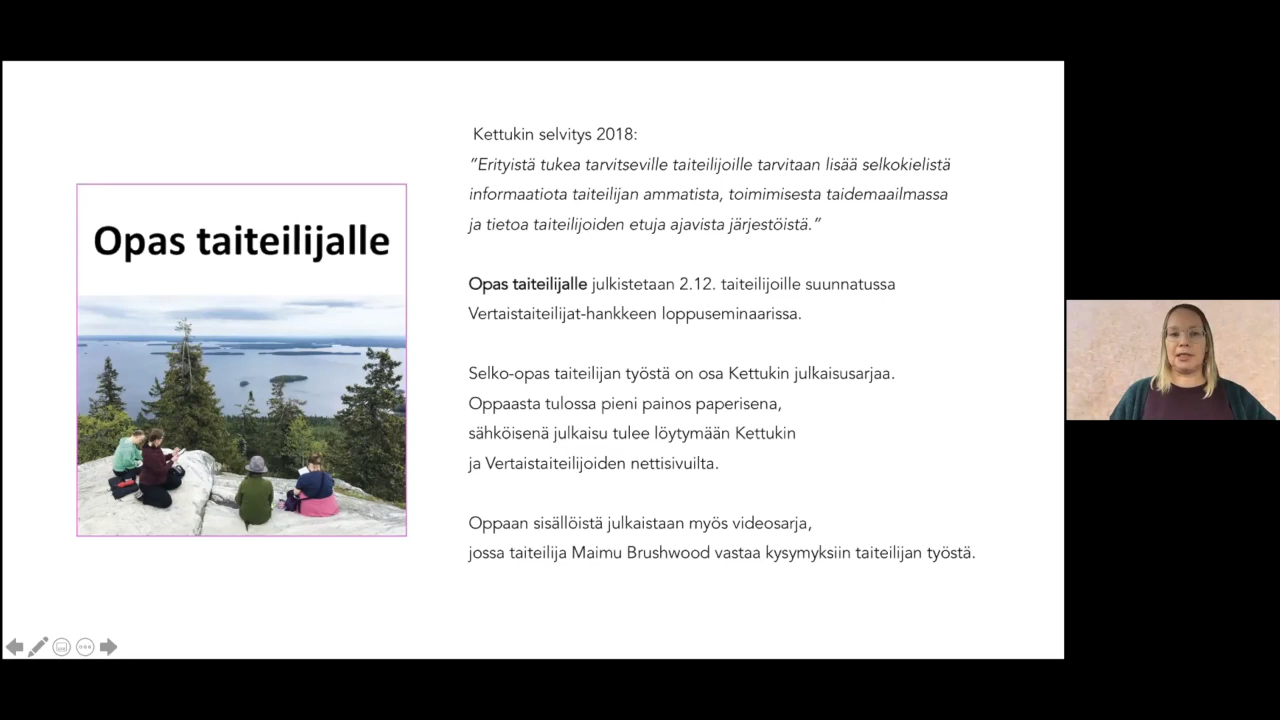 Opas taiteilijalle
Kettukin selvitys 2018:
”Erityistä tukea tarvitseville taiteilijoille tarvitaan lisää selkokielistä
informaatiota taiteilijan ammatista, toimimisesta taidemaailmassa
ja tietoa taiteilijoiden etuja ajavista järjestöistä.”
Opas taiteilijalle julkistetaan 2.12. taiteilijoille suunnatussa
Vertaistaiteilijat-hankkeen loppuseminaarissa.
Selko-opas taiteilijan työstä on osa Kettukin julkaisusarjaa.
Oppaasta tulossa pieni painos paperisena,
sähköisenä julkaisu tulee löytymään Kettukin
ja Vertaistaiteilijoiden nettisivuilta.
Oppaan sisällöistä julkaistaan myös videosarja,
jossa taiteilija Maimu Brushwood vastaa kysymyksiin taiteilijan työstä.